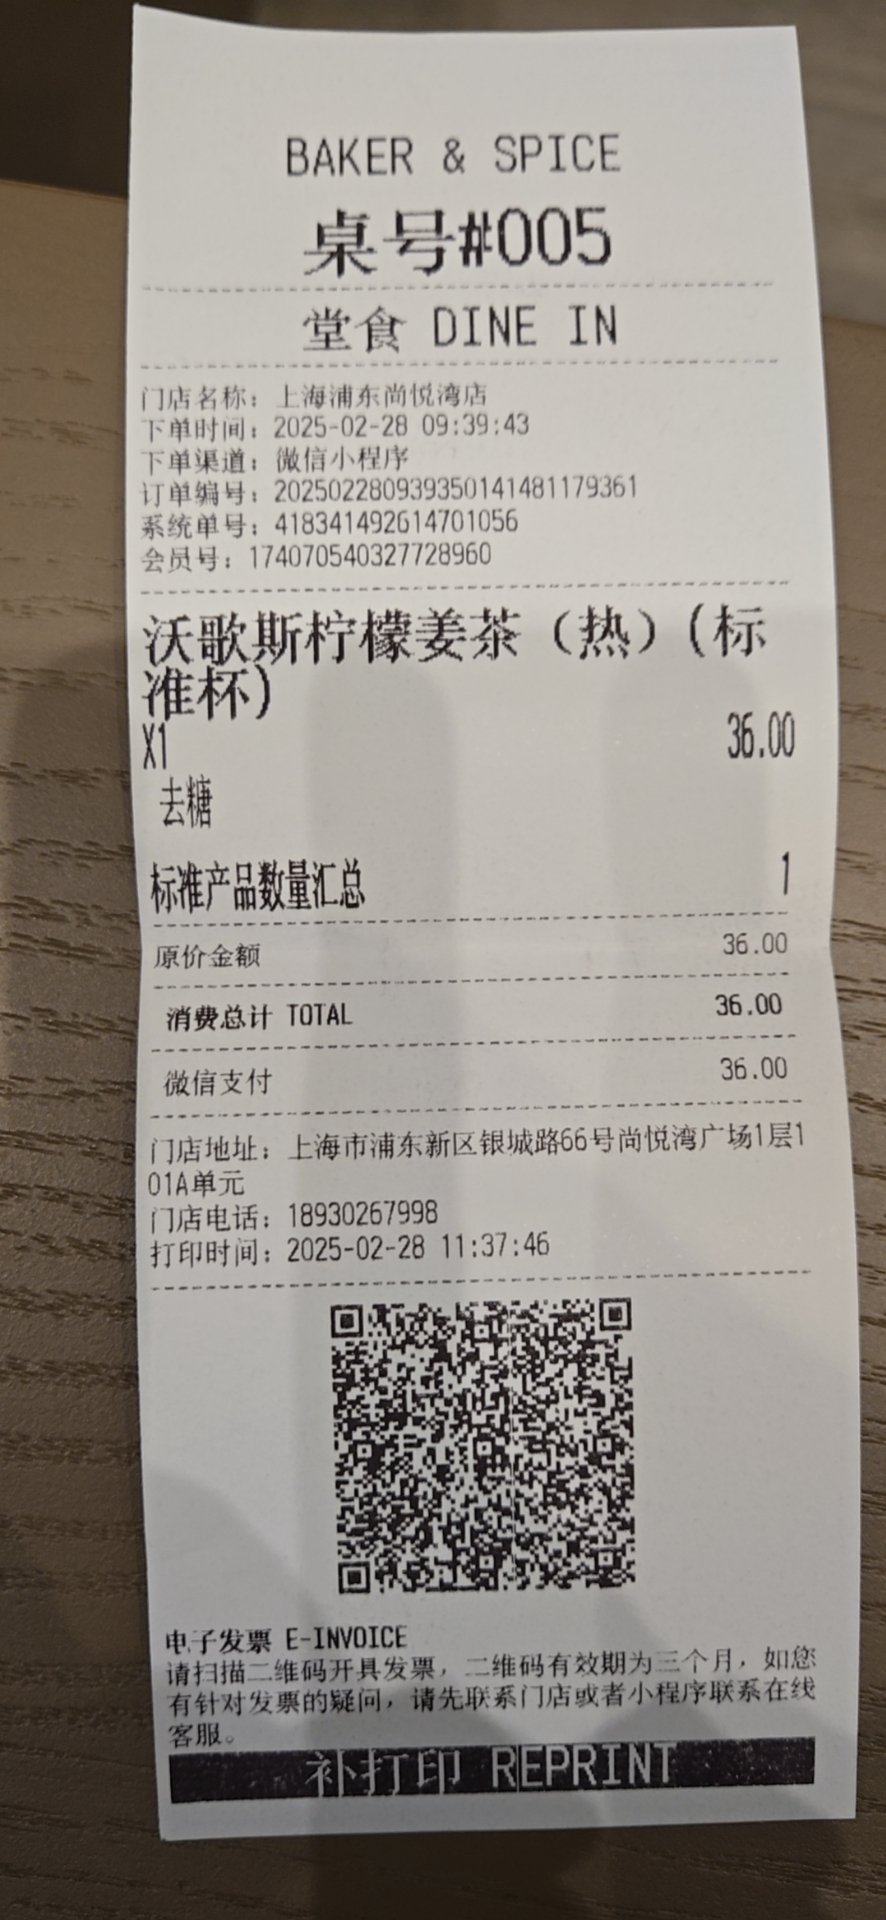 BAKER & SPICE
桌号#005
堂食 DINE IN
门店名称：上海浦东尚悦湾店
下单时间：2025-02-28 09:39:43
下单渠道：微信小程序
订单编号：202502280939350141481179361
系统单号：418341492614701056
会员号：174070540327728960
沃歌斯柠檬姜茶（热）(标
准杯)
X1 36.00
去糖
标准产品数量汇总 1
原价金额 36.00
消费总计 TOTAL 36.00
微信支付 36.00
门店地址：上海市浦东新区银城路66号尚悦湾广场1层1
01A单元
门店电话：18930267998
打印时间：2025-02-28 11:37:46
电子发票 E-INVOICE
请扫描二维码开具发票，二维码有效期为三个月，如您
有针对发票的疑问，请先联系门店或者小程序联系在线
客服。
补打印 REPRINT